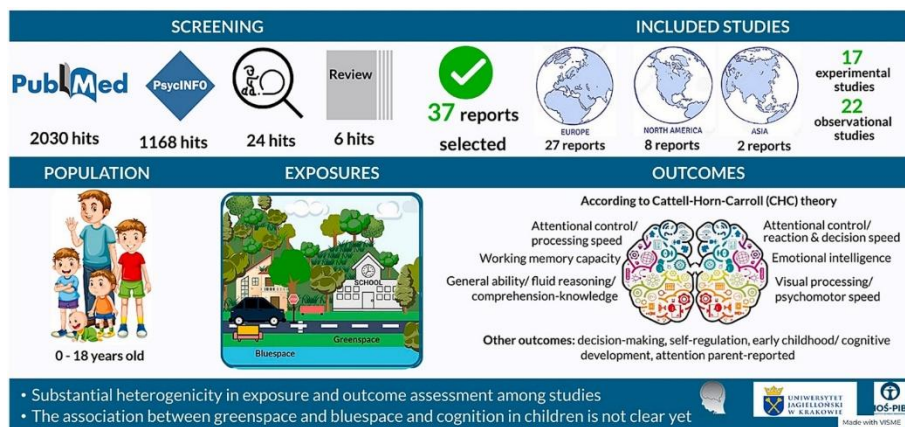 SCREENING
PubMed
2030 hits
PsycINFO
1168 hits
24 hits
Review
6 hits
37 reports
selected
INCLUDED STUDIES
EUROPE
27 reports
NORTH AMERICA
8 reports
ASIA
2 reports
17
experimental
studies
22
observational
studies
POPULATION
0 - 18 years old
EXPOSURES
SCHOOL
Greenspace
Bluespace
OUTCOMES
According to Cattell-Horn-Carroll (CHC) theory
Attentional control/
processing speed
Working memory capacity
General ability/ fluid reasoning/
comprehension-knowledge
Attentional control/
reaction & decision speed
Emotional intelligence
Visual processing/
psychomotor speed
Other outcomes: decision-making, self-regulation, early childhood/ cognitive
development, attention parent-reported
• Substantial heterogenicity in exposure and outcome assessment among studies
• The association between greenspace and bluespace and cognition in children is not clear yet
UNIWERSYTET
JAGIELLOŃSKI
W KRAKOWIE
IOŚ-PIB
Made with VISME